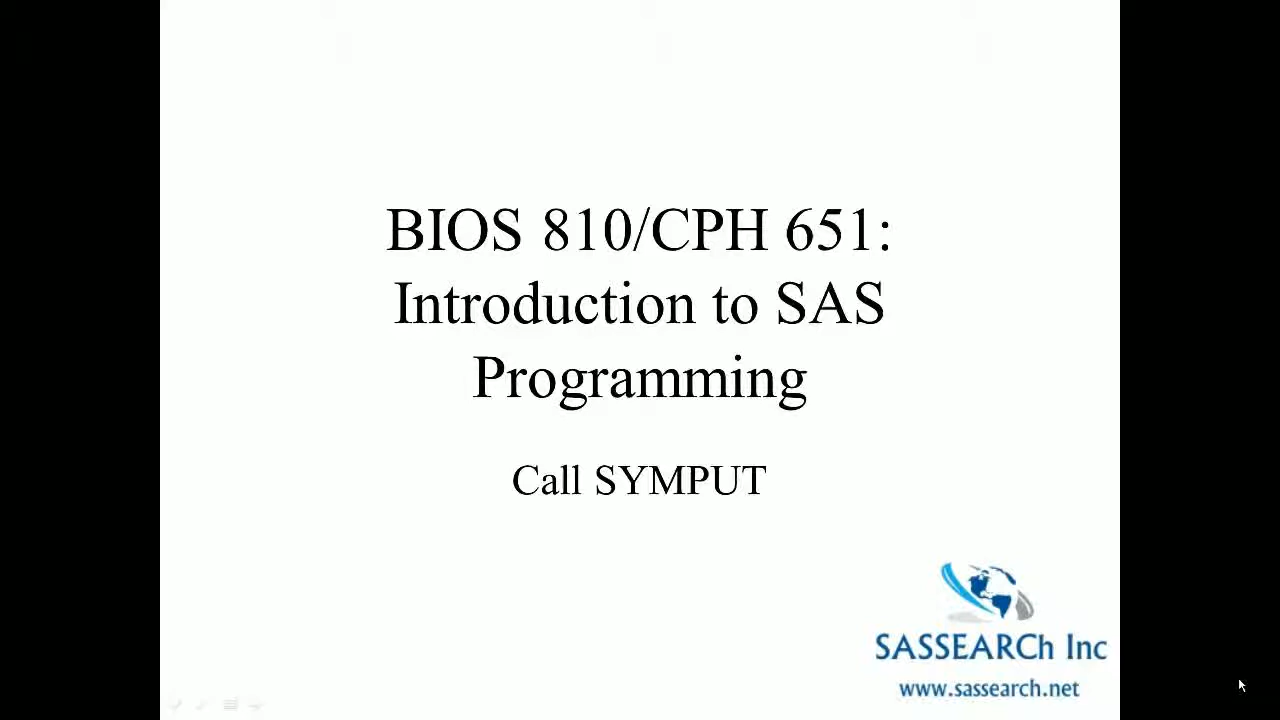 BIOS 810/CPH 651:
Introduction to SAS
Programming
Call SYMPUT
SASSEARCh Inc
www.sassearch.net